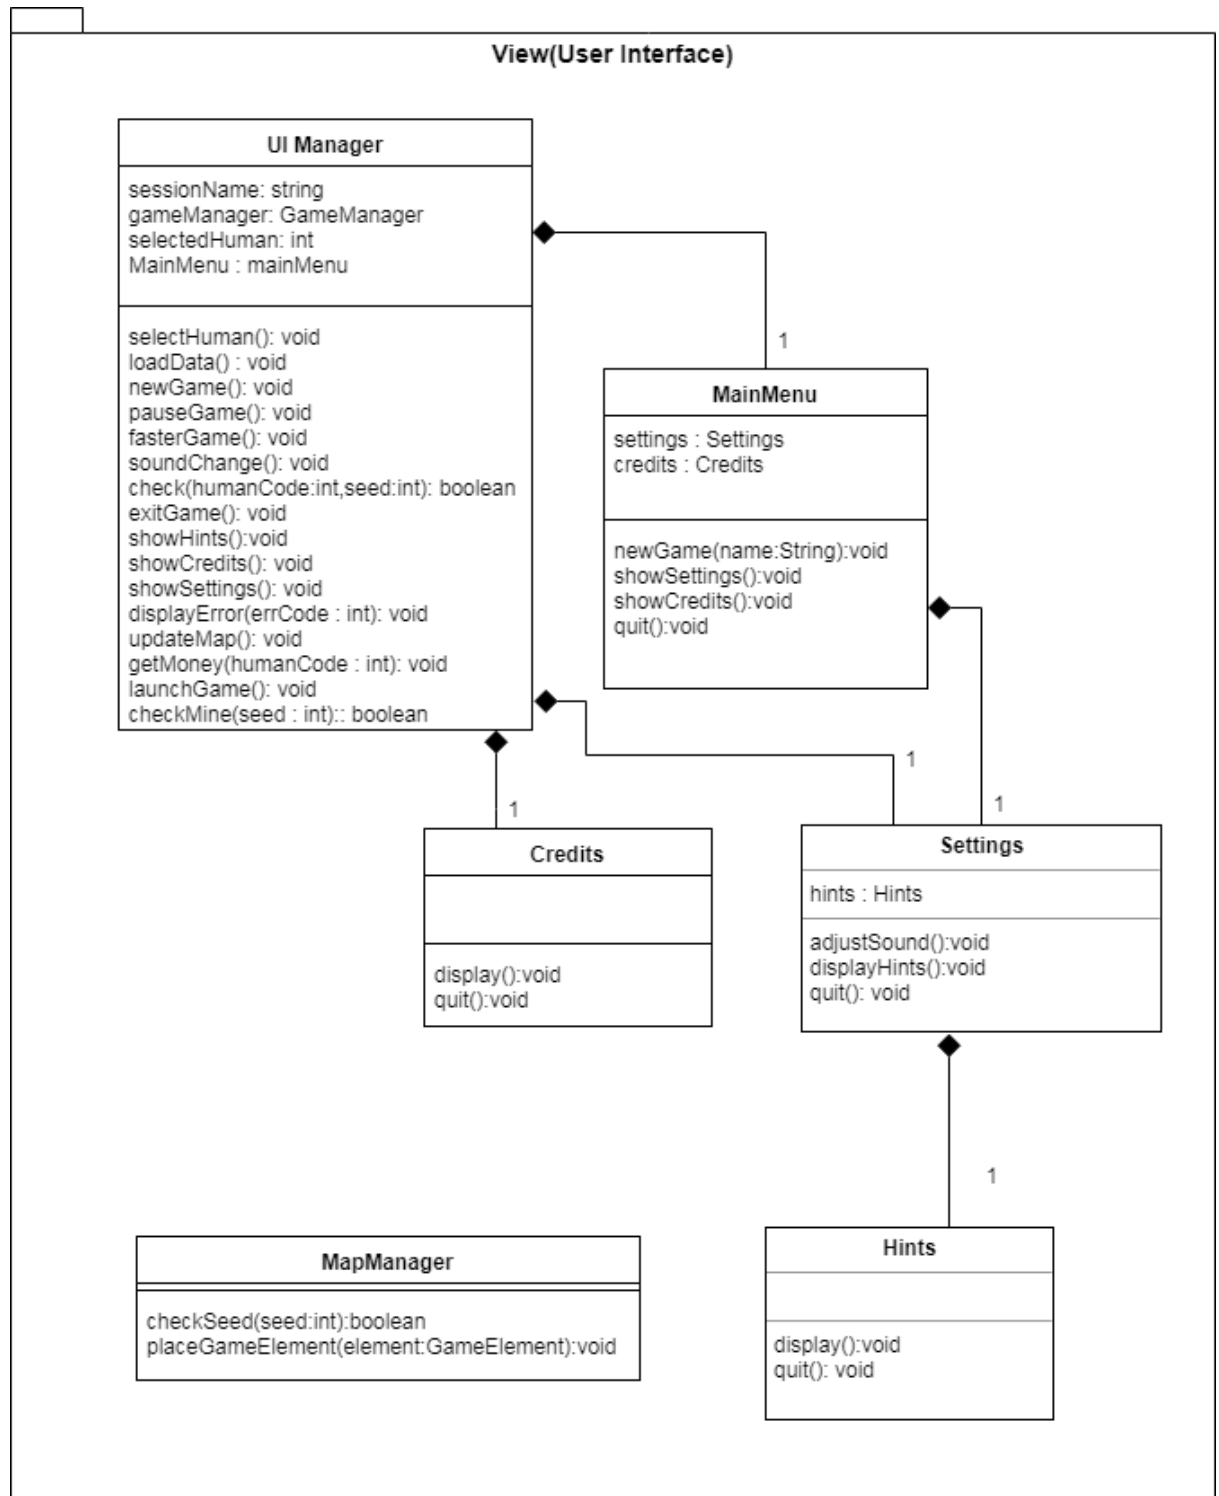 View(User Interface)
UI Manager
sessionName: string
gameManager: GameManager
selectedHuman: int
MainMenu : mainMenu
selectHuman(): void
loadData() : void
newGame(): void
pauseGame(): void
fasterGame(): void
soundChange(): void
check(humanCode:int,seed:int): boolean
exitGame(): void
showHints():void
showCredits(): void
showSettings(): void
displayError(errCode : int): void
updateMap(): void
getMoney(humanCode : int): void
launchGame(): void
checkMine(seed : int):: boolean
1
MainMenu
settings : Settings
credits : Credits
newGame(name:String):void
showSettings():void
showCredits():void
quit():void
1
1
1
Credits
display():void
quit():void
Settings
hints : Hints
adjustSound():void
displayHints():void
quit(): void
1
MapManager
checkSeed(seed:int):boolean
placeGameElement(element:GameElement):void
Hints
display():void
quit(): void